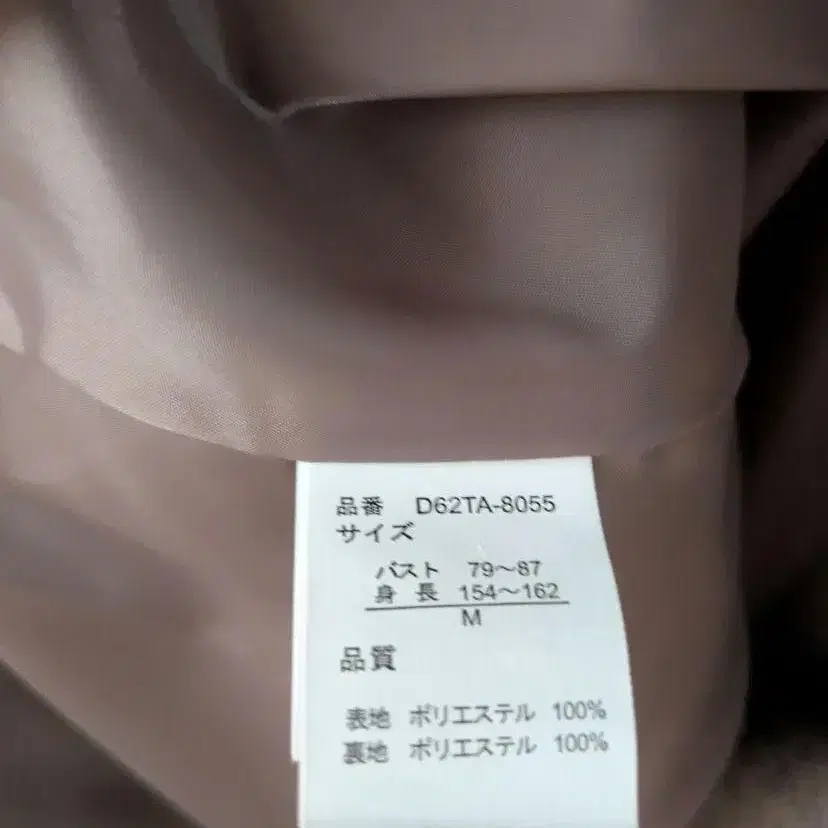 品番 D62TA-8055
サイズ
バスト 79〜87
身長 154〜162
M
品質
表地 ポリエステル 100%
裏地 ポリエステル 100%